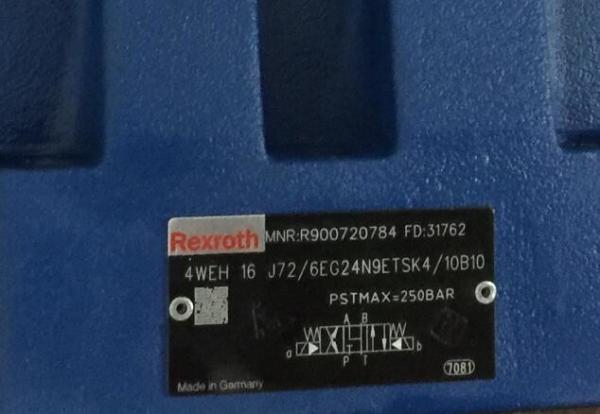 Rexroth MNR:R900720784 FD:31762
4WEH 16 J72/6EG24N9ETSK4/10B10
PSTMAX=250BAR
A B
a b
P T
7081
Made in Germany